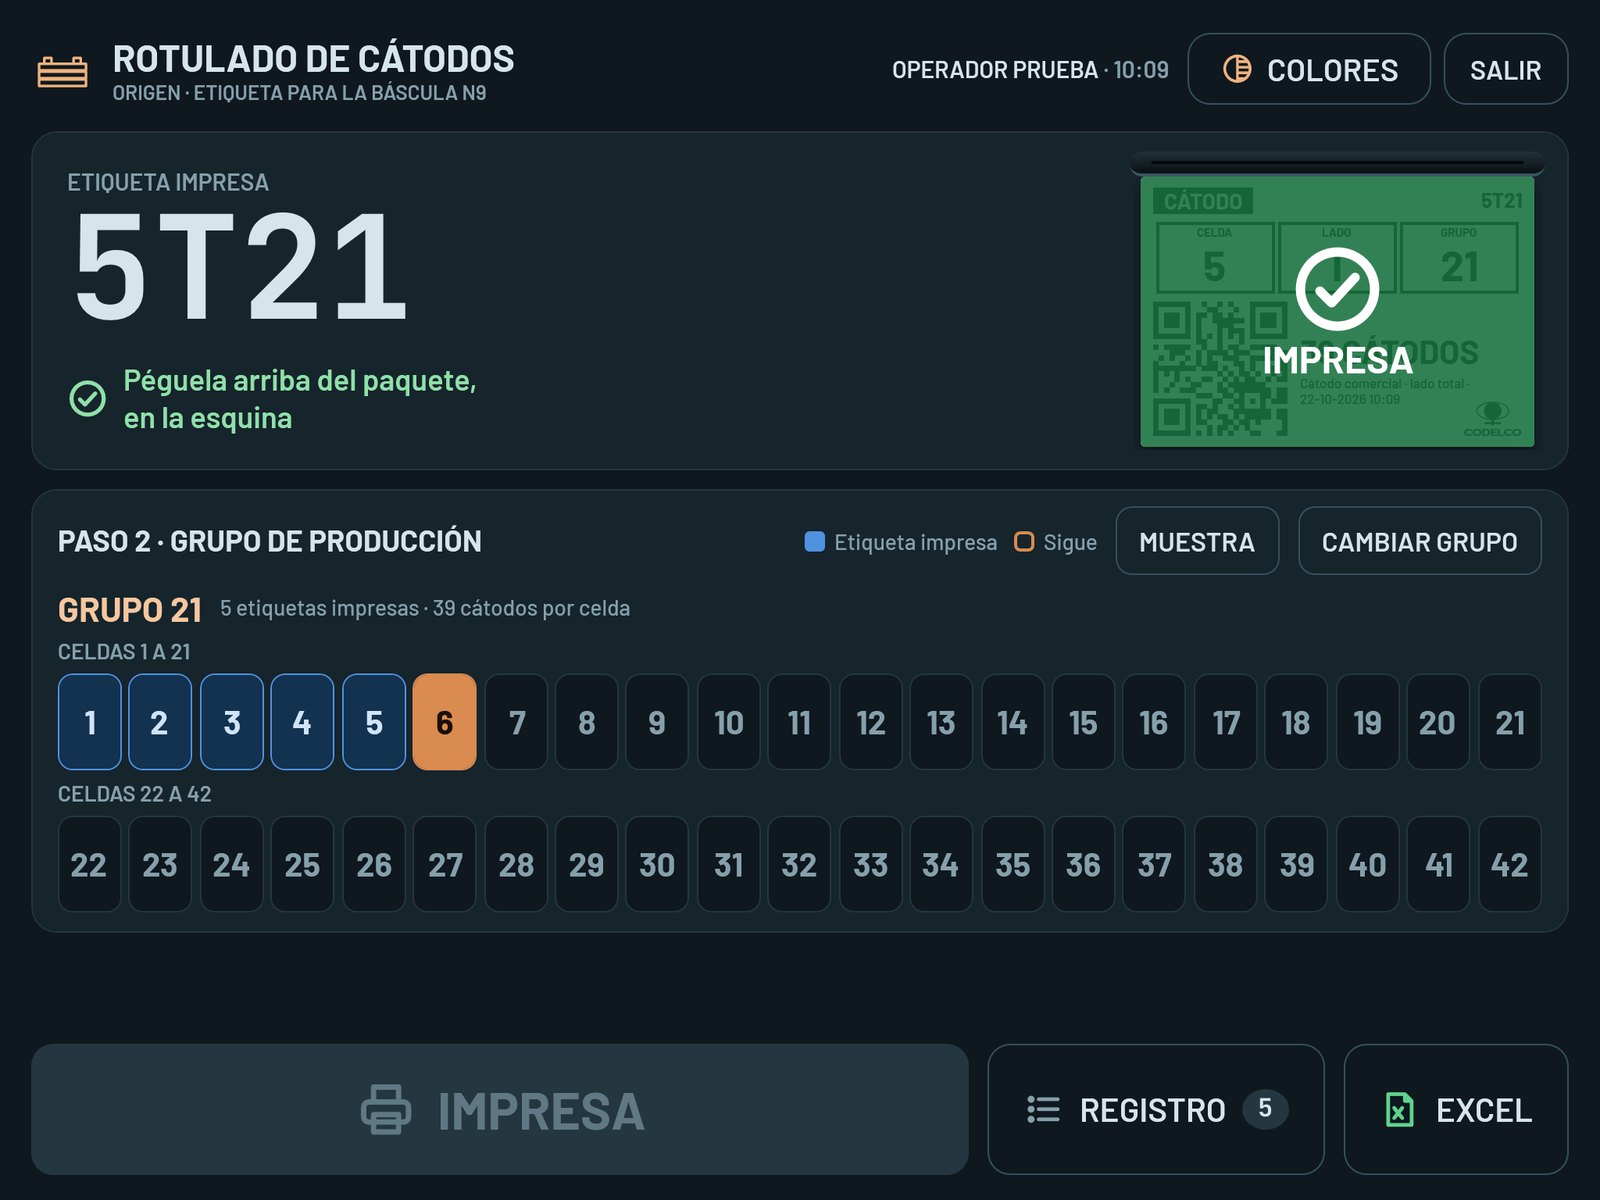 ROTULADO DE CÁTODOS
ORIGEN · ETIQUETA PARA LA BÁSCULA N9
OPERADOR PRUEBA · 10:09
COLORES
SALIR
ETIQUETA IMPRESA
5T21
Péguela arriba del paquete,
en la esquina
CÁTODO 5T21
CELDA LADO GRUPO
5 21
IMPRESA
Cátodo comercial · lado total ·
22-10-2026 10:09
CODELCO
PASO 2 · GRUPO DE PRODUCCIÓN
Etiqueta impresa Sigue
MUESTRA
CAMBIAR GRUPO
GRUPO 21 5 etiquetas impresas · 39 cátodos por celda
CELDAS 1 A 21
1 2 3 4 5 6 7 8 9 10 11 12 13 14 15 16 17 18 19 20 21
CELDAS 22 A 42
22 23 24 25 26 27 28 29 30 31 32 33 34 35 36 37 38 39 40 41 42
IMPRESA
REGISTRO 5
EXCEL